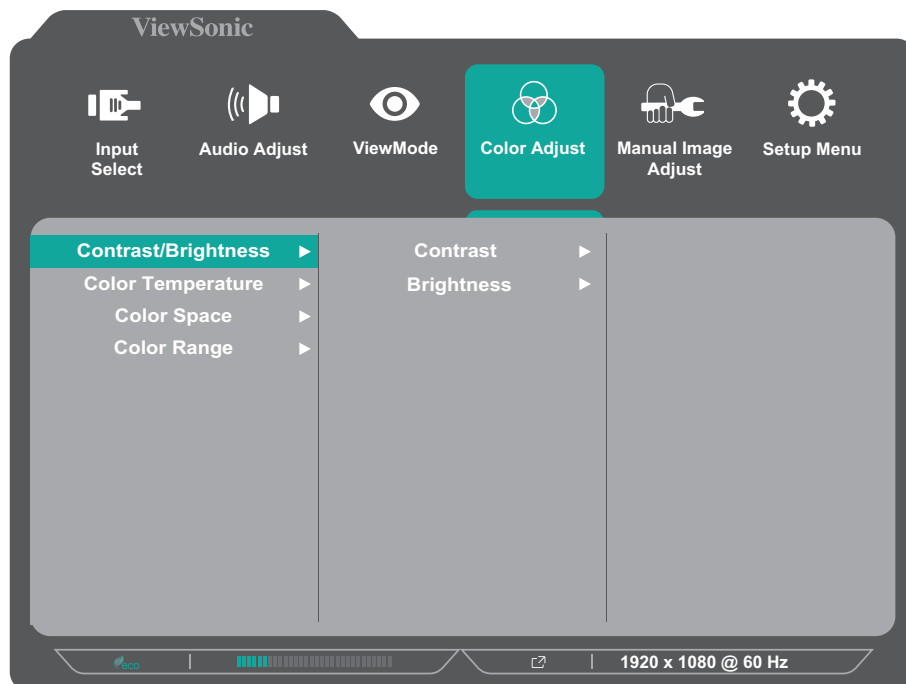 ViewSonic
Input
Select
Audio Adjust
ViewMode
Color Adjust
Manual Image
Adjust
Setup Menu
Contrast/Brightness
Color Temperature
Color Space
Color Range
Contrast
Brightness
eco
1920 x 1080 @ 60 Hz